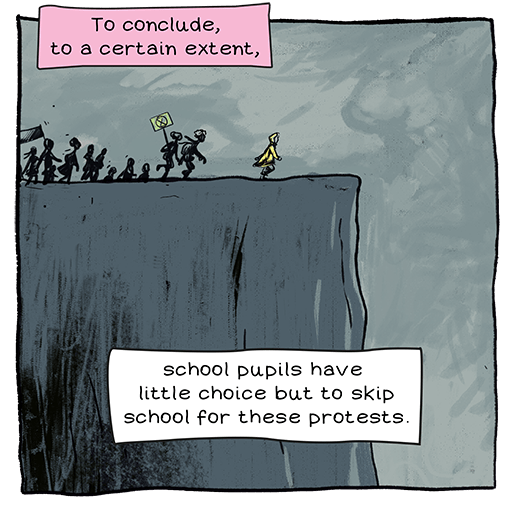 To conclude,
to a certain extent,
school pupils have
little choice but to skip
school for these protests.